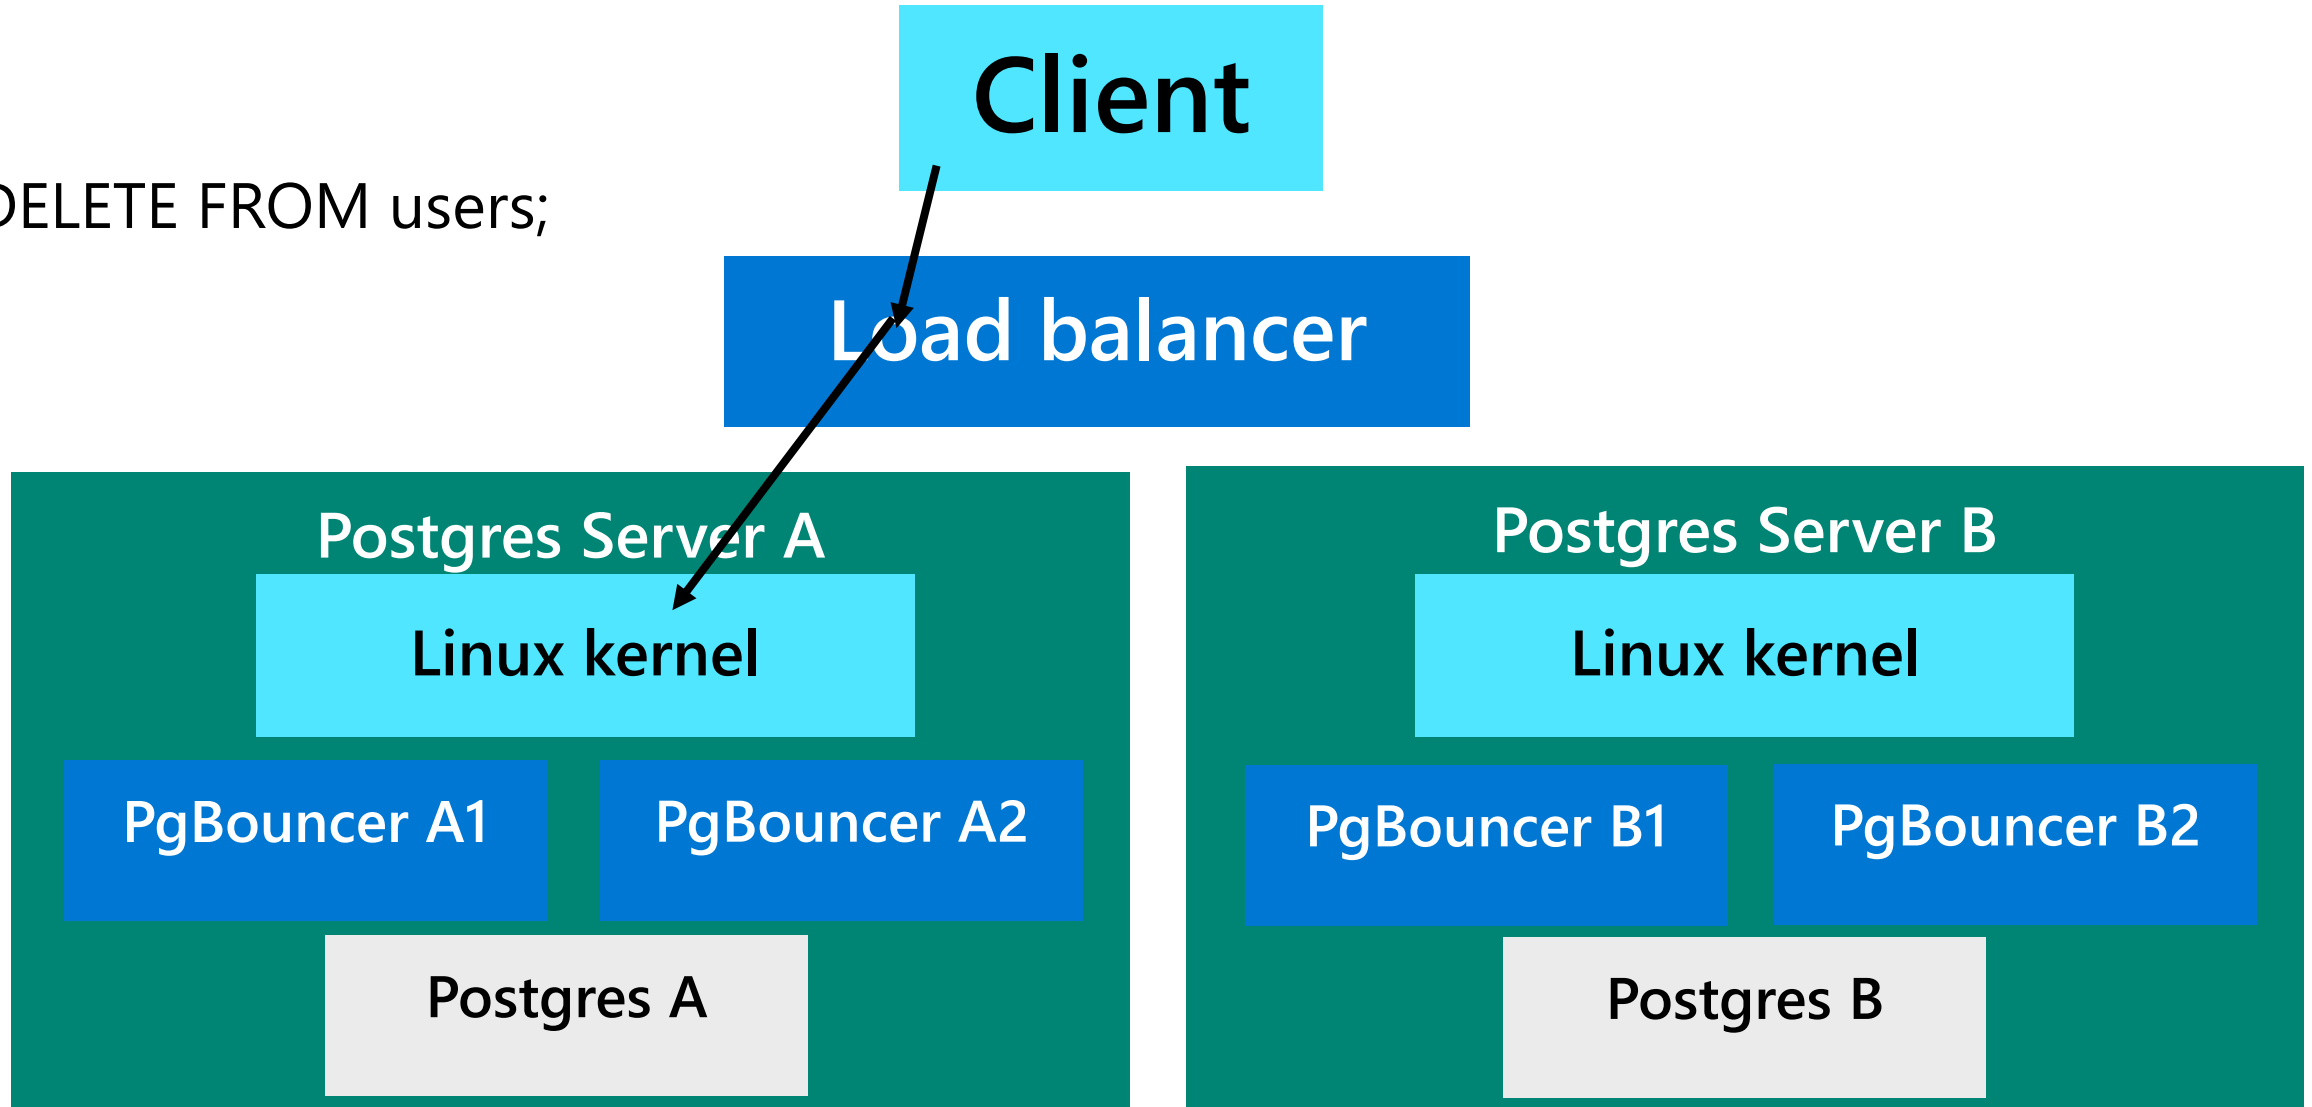 Client
DELETE FROM users;
Load balancer
Postgres Server A
Postgres Server B
Linux kernel
Linux kernel
PgBouncer A1
PgBouncer A2
PgBouncer B1
PgBouncer B2
Postgres A
Postgres B